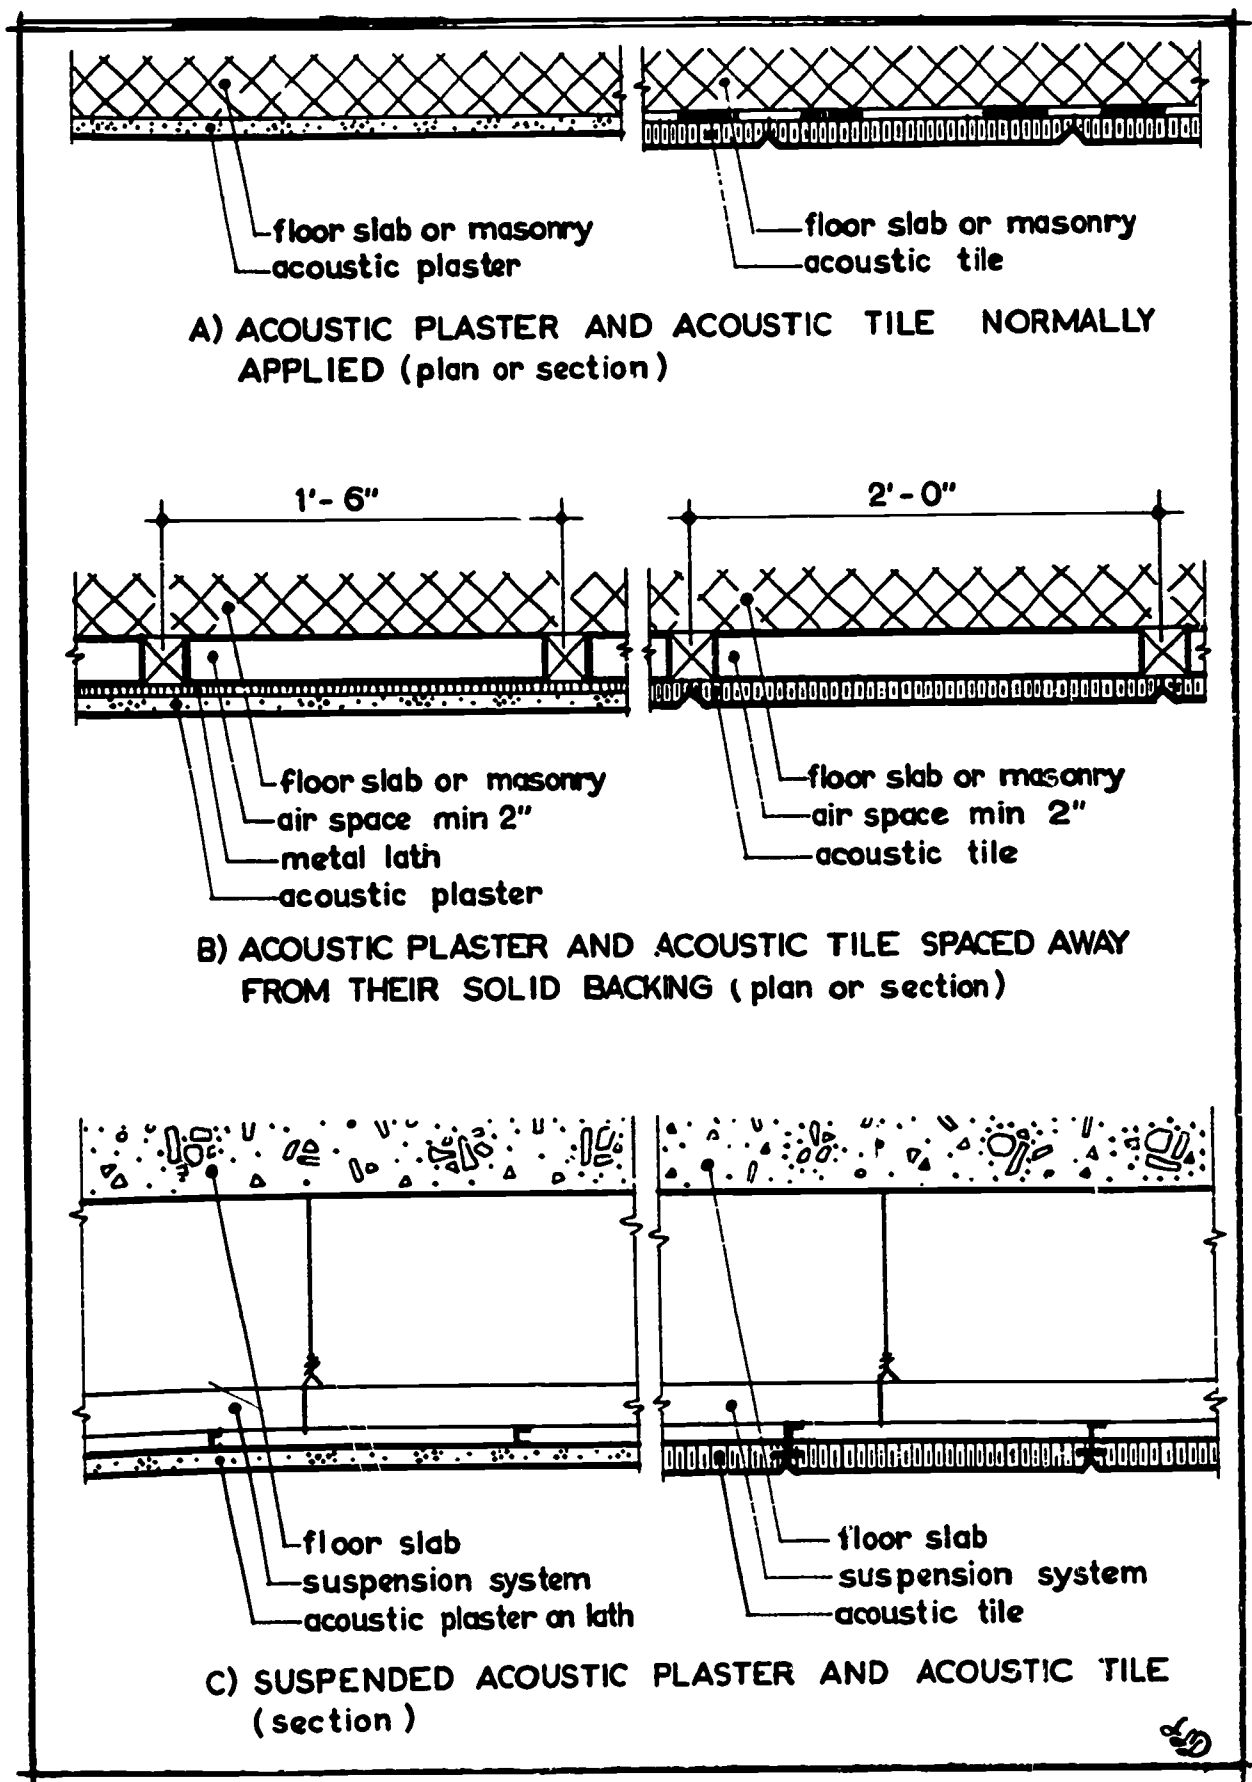 floor slab or masonry
acoustic plaster
floor slab or masonry
acoustic tile
A) ACOUSTIC PLASTER AND ACOUSTIC TILE NORMALLY
APPLIED (plan or section)
1'-6"
2'-0"
floor slab or masonry
air space min 2"
metal lath
acoustic plaster
floor slab or masonry
air space min 2"
acoustic tile
B) ACOUSTIC PLASTER AND ACOUSTIC TILE SPACED AWAY
FROM THEIR SOLID BACKING (plan or section)
floor slab
suspension system
acoustic plaster on lath
floor slab
suspension system
acoustic tile
C) SUSPENDED ACOUSTIC PLASTER AND ACOUSTIC TILE
(section)